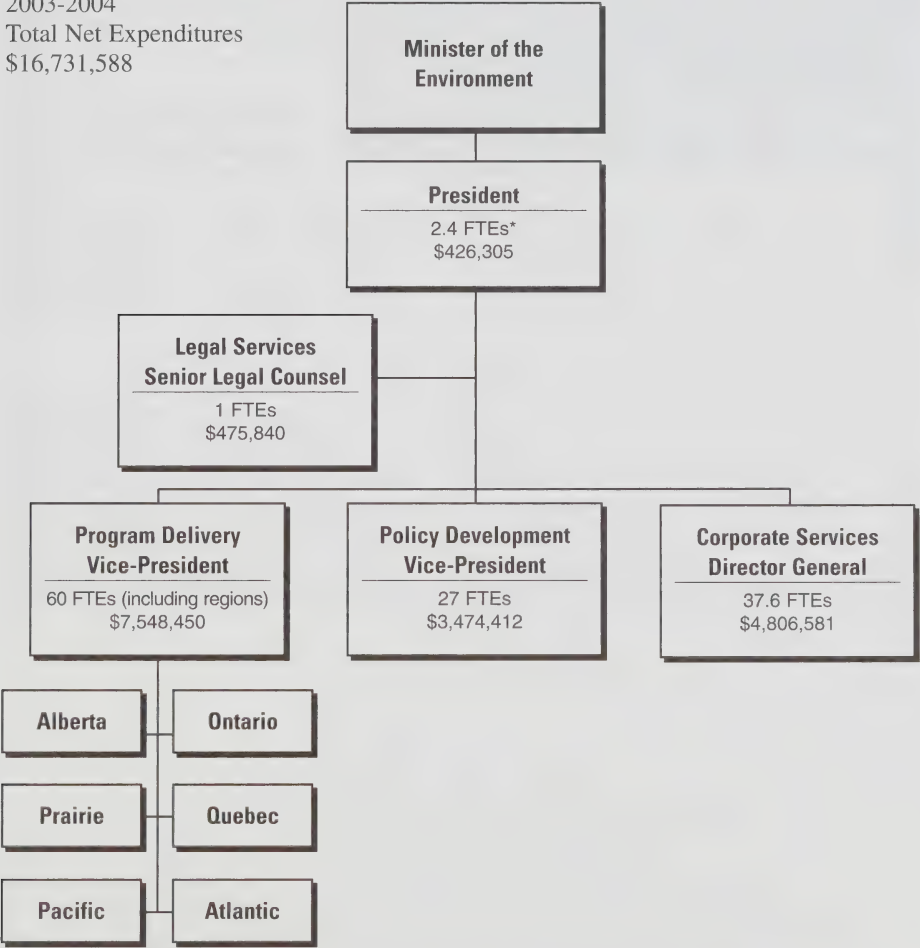 2003-2004
Total Net Expenditures
$16,731,588
Minister of the
Environment
President
2.4 FTEs*
$426,305
Legal Services
Senior Legal Counsel
1 FTEs
$475,840
Program Delivery
Vice-President
60 FTEs (including regions)
$7,548,450
Policy Development
Vice-President
27 FTEs
$3,474,412
Corporate Services
Director General
37.6 FTEs
$4,806,581
Alberta
Ontario
Prairie
Quebec
Pacific
Atlantic